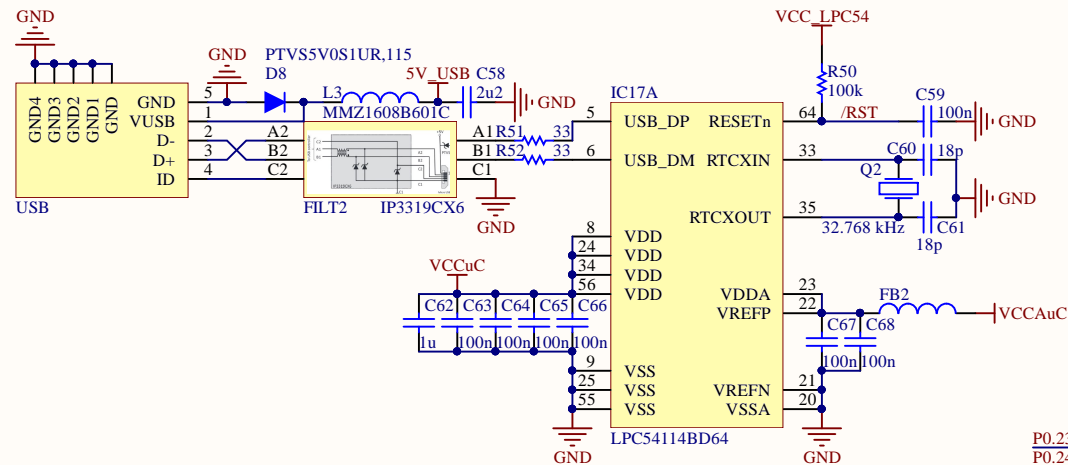 GND
VCC_LPC54
PTVS5V0S1UR,115
GND
D8
5V_USB
C58
2u2
GND
L3
MMZ1608B601C
R50
100k
IC17A
GND4
GND3
GND2
GND1
GND
GND 5
VUSB 1
D- 2
D+ 3
ID 4
USB
A2
B2
C2
A1
B1
C1
R51 33
R52 33
FILT2
IP3319CX6
GND
5 USB_DP
6 USB_DM
RESETn 64
/RST
C59
100n
GND
RTCXIN 33
C60
18p
Q2
GND
RTCXOUT 35
32.768 kHz
C61
18p
8 VDD
24 VDD
34 VDD
56 VDD
VCCuC
C62 C63 C64 C65 C66
1u 100n 100n 100n 100n
VDDA 23
VREFP 22
FB2
VCCAuC
C67 C68
100n 100n
9 VSS
25 VSS
55 VSS
VREFN 21
VSSA 20
LPC54114BD64
GND
GND
P0.23
P0.24